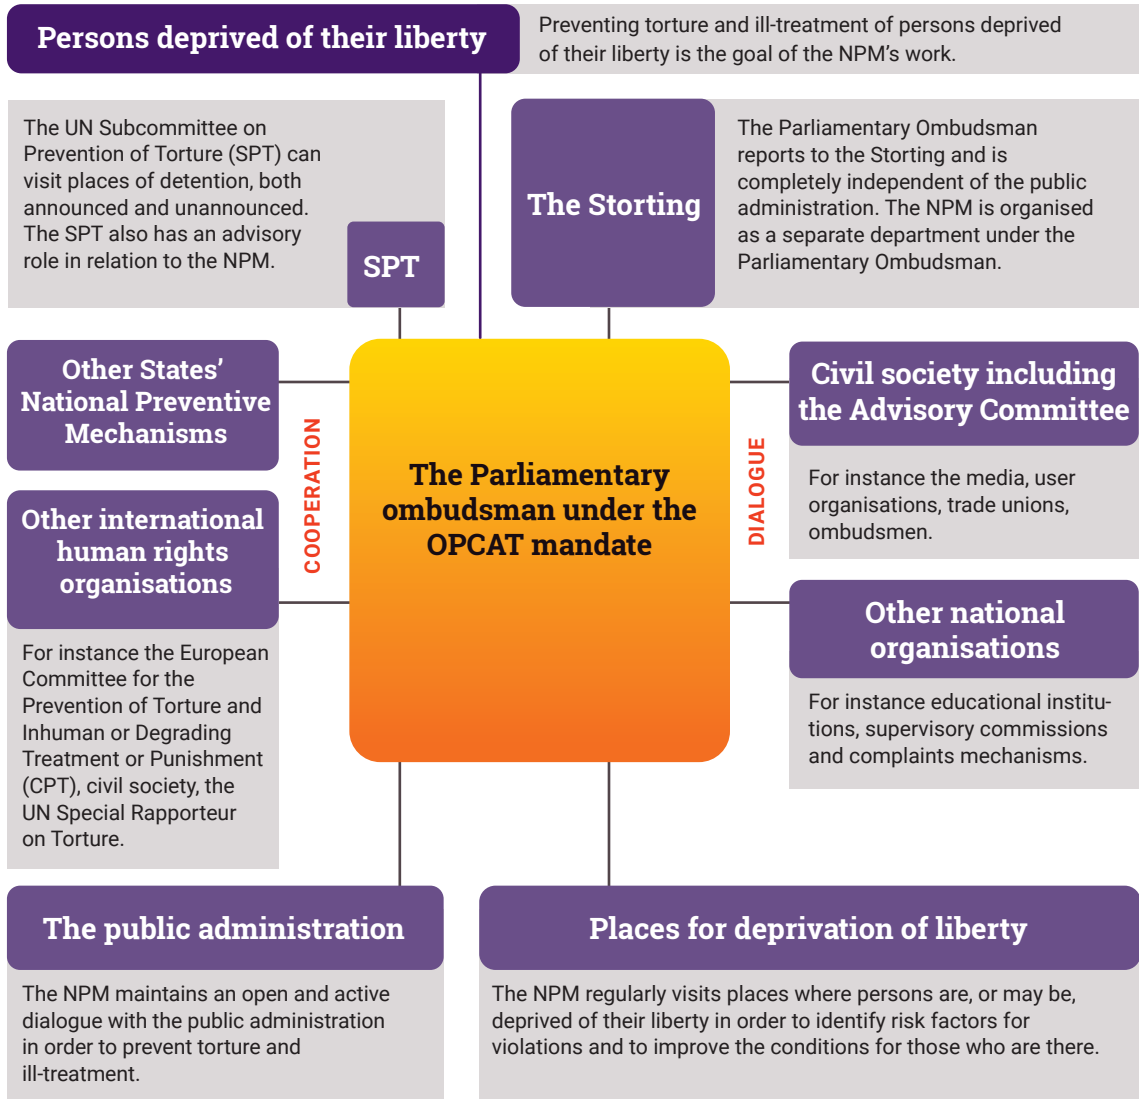 Persons deprived of their liberty
Preventing torture and ill-treatment of persons deprived
of their liberty is the goal of the NPM's work.
The UN Subcommittee on
Prevention of Torture (SPT) can
visit places of detention, both
announced and unannounced.
The SPT also has an advisory
role in relation to the NPM.
SPT
The Storting
The Parliamentary Ombudsman
reports to the Storting and is
completely independent of the public
administration. The NPM is organised
as a separate department under the
Parliamentary Ombudsman.
Other States’
National Preventive
Mechanisms
Other international
human rights
organisations
For instance the European
Committee for the
Prevention of Torture and
Inhuman or Degrading
Treatment or Punishment
(CPT), civil society, the
UN Special Rapporteur
on Torture.
COOPERATION
The Parliamentary
ombudsman under the
OPCAT mandate
DIALOGUE
Civil society including
the Advisory Committee
For instance the media, user
organisations, trade unions,
ombudsmen.
Other national
organisations
For instance educational institu-
tions, supervisory commissions
and complaints mechanisms.
The public administration
The NPM maintains an open and active
dialogue with the public administration
in order to prevent torture and
ill-treatment.
Places for deprivation of liberty
The NPM regularly visits places where persons are, or may be,
deprived of their liberty in order to identify risk factors for
violations and to improve the conditions for those who are there.